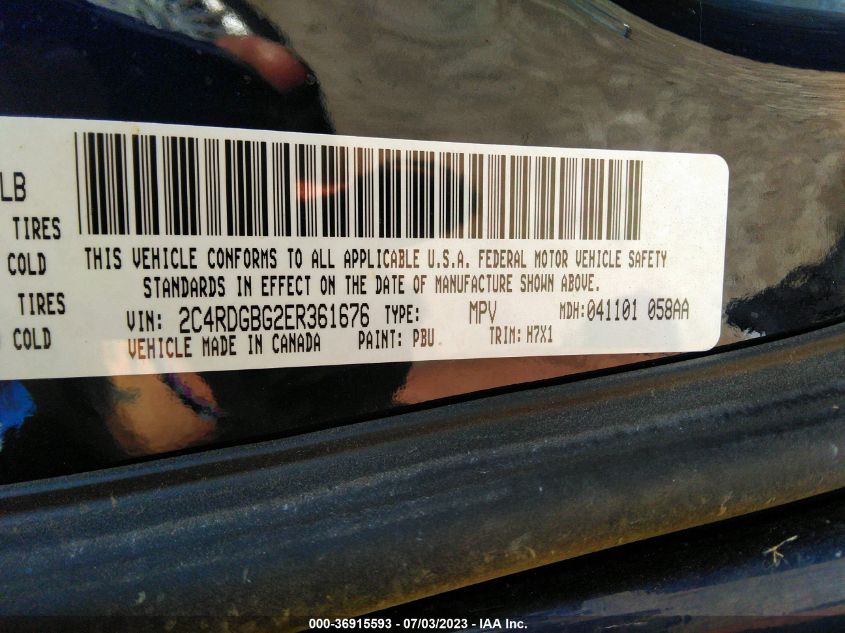 LB
TIRES
COLD
TIRES
COLD
THIS VEHICLE CONFORMS TO ALL APPLICABLE U.S.A. FEDERAL MOTOR VEHICLE SAFETY
STANDARDS IN EFFECT ON THE DATE OF MANUFACTURE SHOWN ABOVE.
VIN: 2C4RDGBG2ER361676 TYPE: MPV MDH:041101 058AA
VEHICLE MADE IN CANADA PAINT: PBU TRIM: H7X1
000-36915593 - 07/03/2023 - IAA Inc.